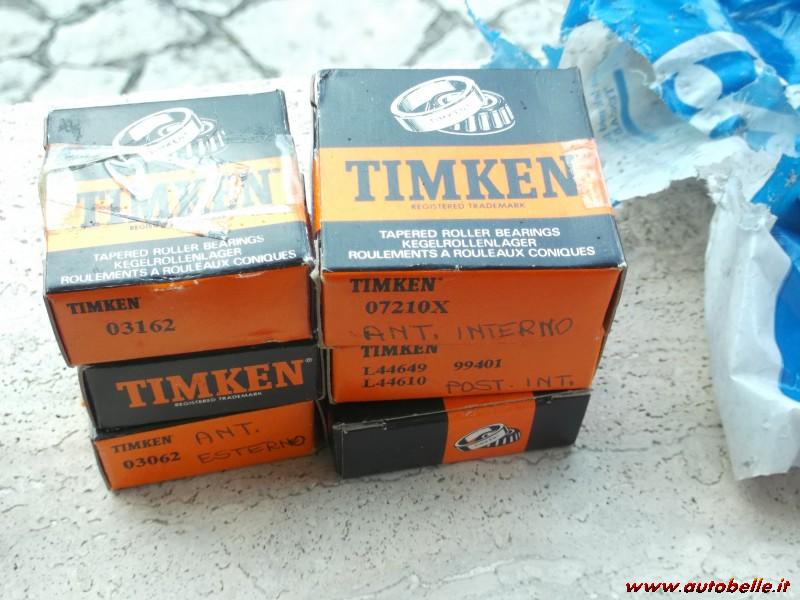 TIMKEN
REGISTERED TRADEMARK
TAPERED ROLLER BEARINGS
KEGELROLLENLAGER
ROULEMENTS A ROULEAUX CONIQUES
TIMKEN
03162
TIMKEN
REGISTERED TRADEMARK
TIMKEN
03062
ANT.
ESTERNO
TIMKEN
REGISTERED TRADEMARK
TAPERED ROLLER BEARINGS
KEGELROLLENLAGER
ROULEMENTS A ROULEAUX CONIQUES
TIMKEN
07210X
ANT. INTERNO
TIMKEN
L44649 99401
L44610 POST. INT.
www.autobelle.it